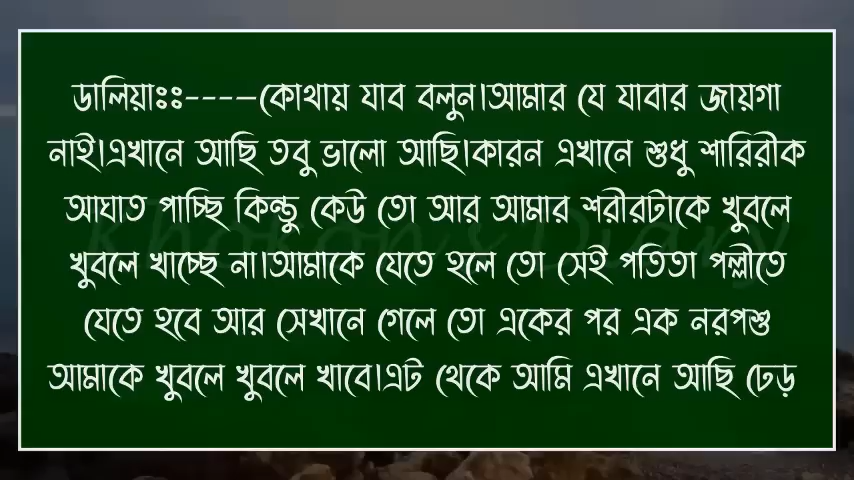 ডালিয়াঃঃ----কোথায় যাব বলুন।আমার যে যাবার জায়গা
নাই।এখানে আছি তবু ভালো আছি।কারন এখানে শুধু শারিরীক
আঘাত পাচ্ছি কিন্তু কেউ তো আর আমার শরীরটাকে খুবলে
খুবলে খাচ্ছে না।আমাকে যেতে হলে তো সেই পতিতা পল্লীতে
যেতে হবে আর সেখানে গেলে তো একের পর এক নরপশু
আমাকে খুবলে খুবলে খাবে।এট থেকে আমি এখানে আছি ঢেড়